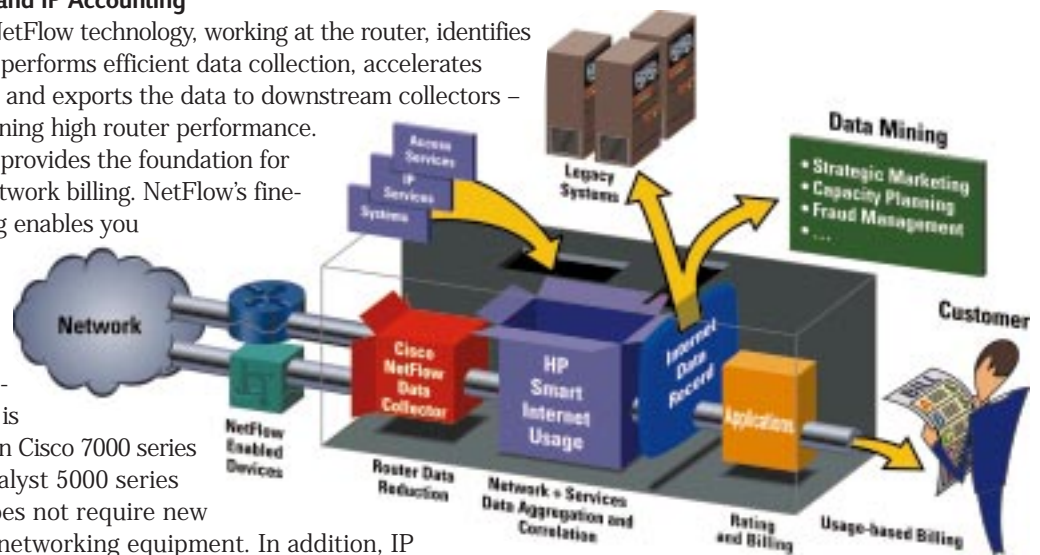 and IP Accounting
NetFlow technology, working at the router, identifies
performs efficient data collection, accelerates
and exports the data to downstream collectors –
ning high router performance.
provides the foundation for
twork billing. NetFlow's fine-
g enables you
-
is
n Cisco 7000 series
alyst 5000 series
oes not require new
networking equipment. In addition, IP
Access
Services
IP
Services
Systems
Legacy
Systems
Data Mining
• Strategic Marketing
• Capacity Planning
• Fraud Management
• ...
Customer
Network
NetFlow
Enabled
Devices
Cisco
NetFlow
Data
Collector
Router Data
Reduction
HP
Smart
Internet
Usage
Network + Services
Data Aggregation and
Correlation
Internet
Data
Record
Applications
Rating
and Billing
Usage-based Billing